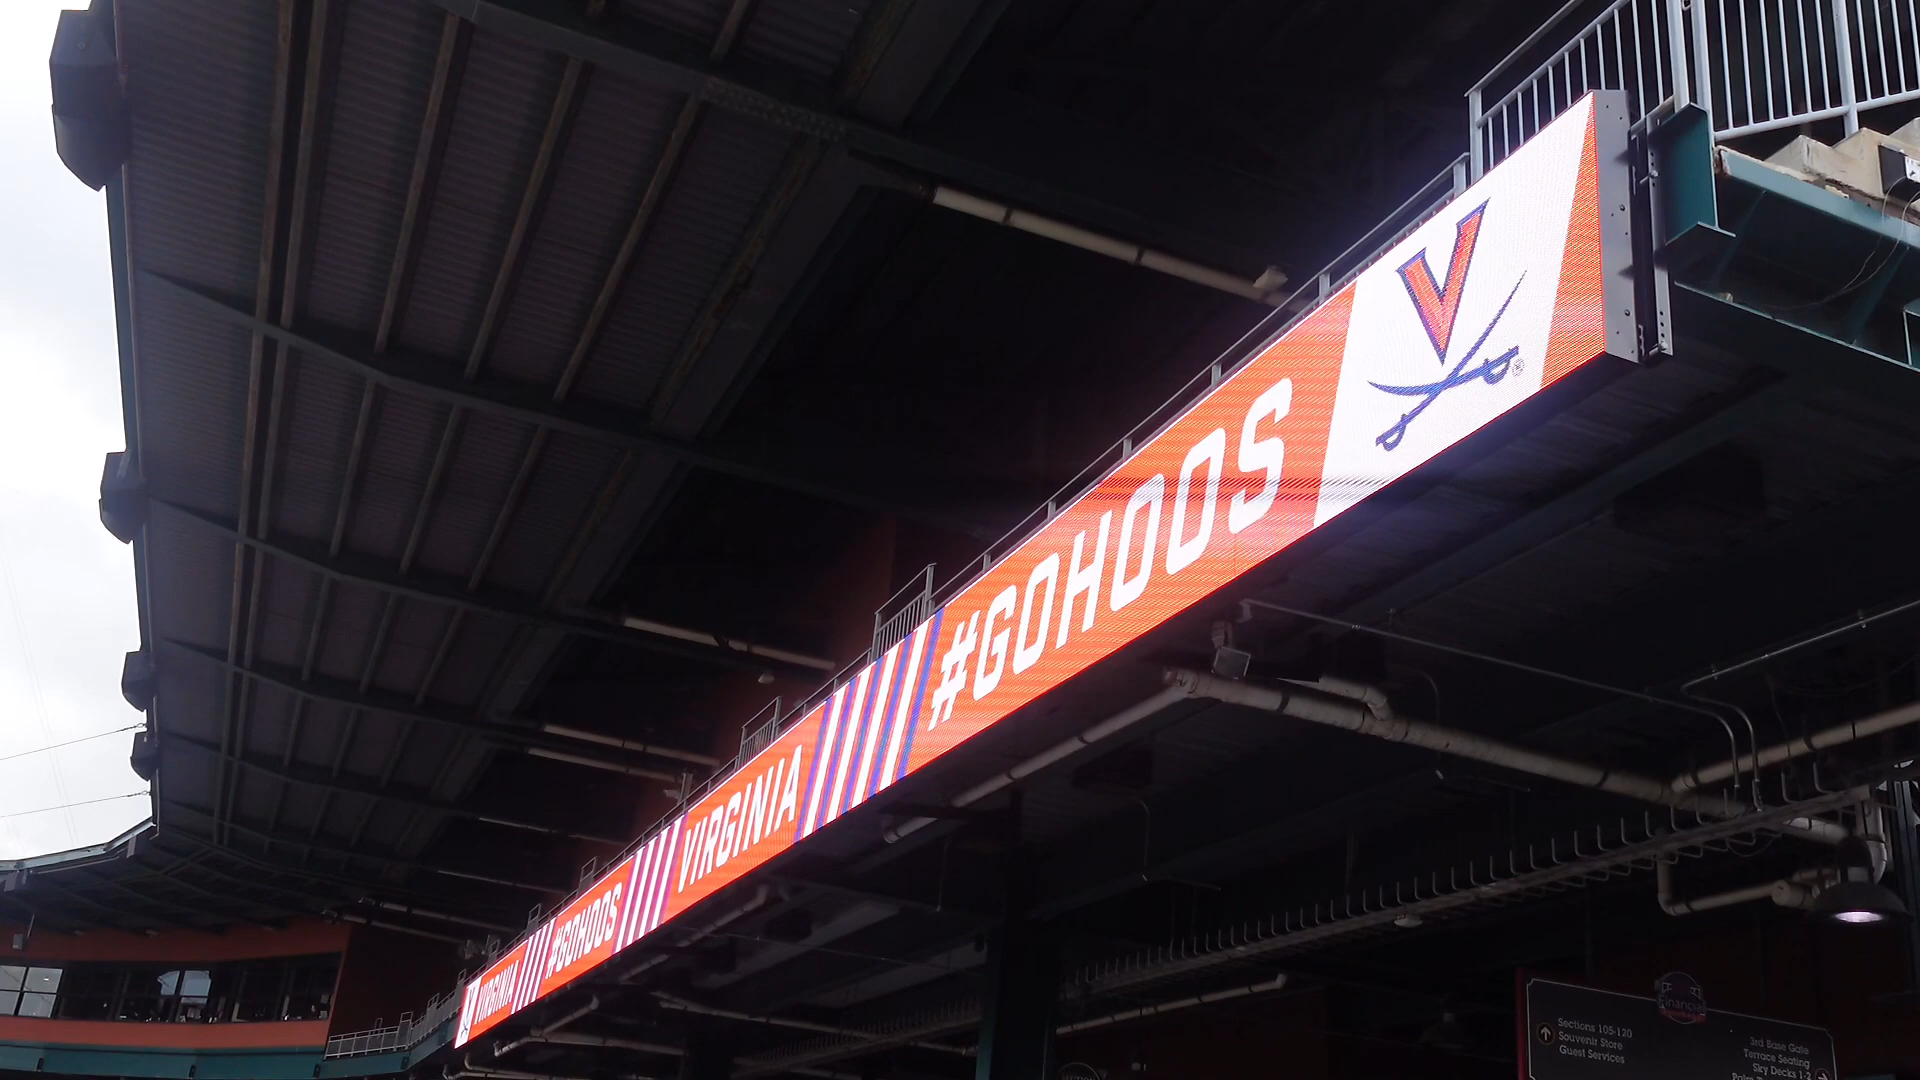 VIRGINIA
#GOHOOS
VIRGINIA
#GOHOOS
V
®
Financial
Sections 105-120
Souvenir Store
Guest Services
3rd Base Gate
Terrace Seating
Sky Decks 1-2